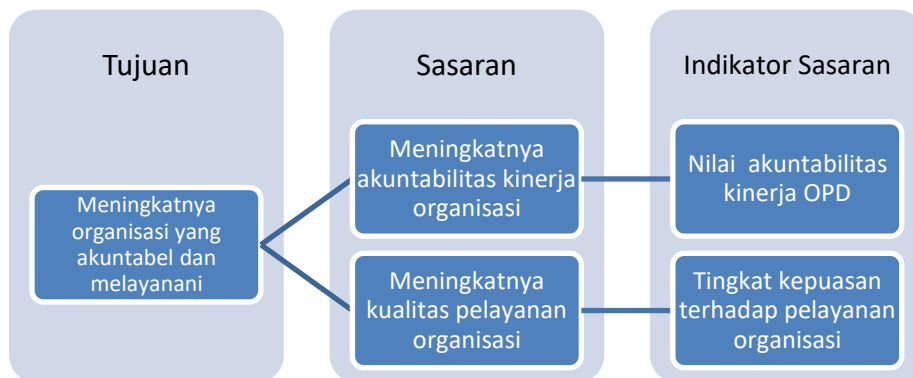 Tujuan
Meningkatnya
organisasi yang
akuntabel dan
melayanani
Sasaran
Meningkatnya
akuntabilitas kinerja
organisasi
Meningkatnya
kualitas pelayanan
organisasi
Indikator Sasaran
Nilai akuntabilitas
kinerja OPD
Tingkat kepuasan
terhadap pelayanan
organisasi